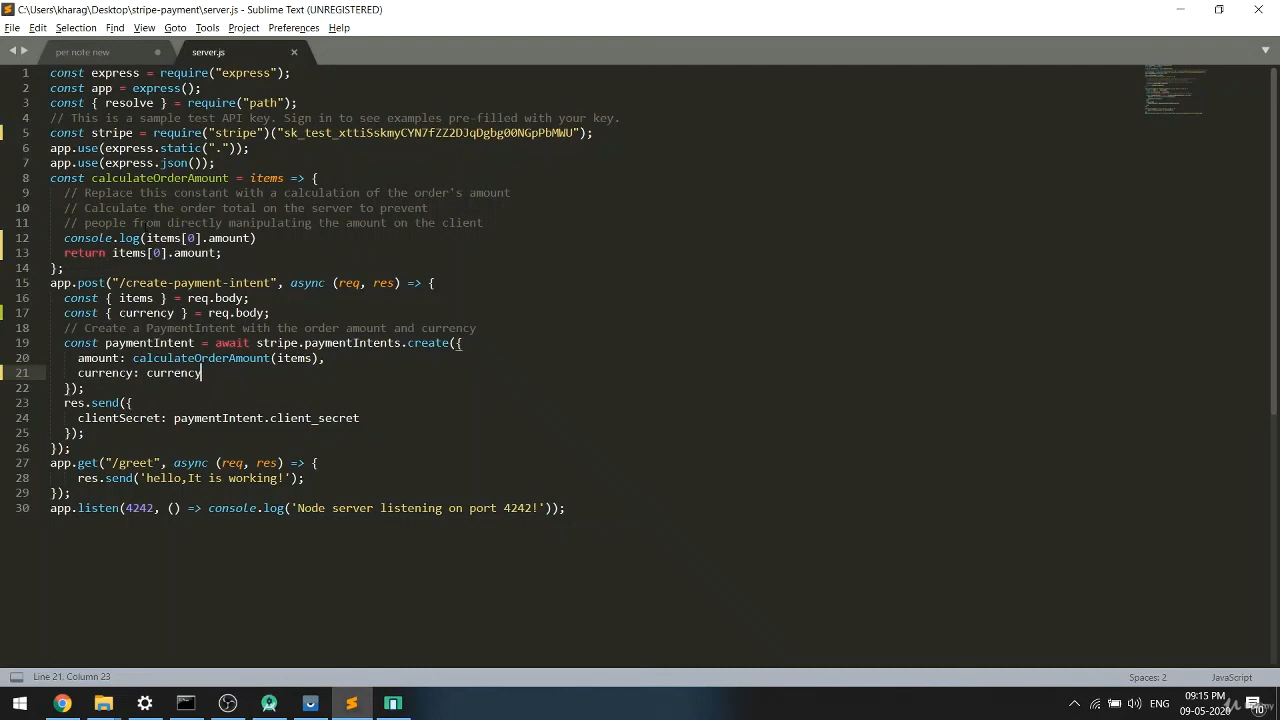 C:\Users\kharag\Desktop\stripe-payment\server.js - Sublime Text (UNREGISTERED)
File Edit Selection Find View Goto Tools Project Preferences Help
per note new server.js
1 const express = require("express");
2 const app = express();
3 const { resolve } = require("path");
4 // This is a sample test API key. Sign in to see examples pre-filled with your key.
5 const stripe = require("stripe")("sk_test_xttiSskmyCYN7fZZ2DJqDgbg00NGpPbMWU");
6 app.use(express.static("."));
7 app.use(express.json());
8 const calculateOrderAmount = items => {
9 // Replace this constant with a calculation of the order's amount
10 // Calculate the order total on the server to prevent
11 // people from directly manipulating the amount on the client
12 console.log(items[0].amount)
13 return items[0].amount;
14 };
15 app.post("/create-payment-intent", async (req, res) => {
16 const { items } = req.body;
17 const { currency } = req.body;
18 // Create a PaymentIntent with the order amount and currency
19 const paymentIntent = await stripe.paymentIntents.create({
20 amount: calculateOrderAmount(items),
21 currency: currency
22 });
23 res.send({
24 clientSecret: paymentIntent.client_secret
25 });
26 });
27 app.get("/greet", async (req, res) => {
28 res.send('hello,It is working!');
29 });
30 app.listen(4242, () => console.log('Node server listening on port 4242!'));
Line 21, Column 23 Spaces: 2 JavaScript
ENG 09:15 PM
09-05-2020